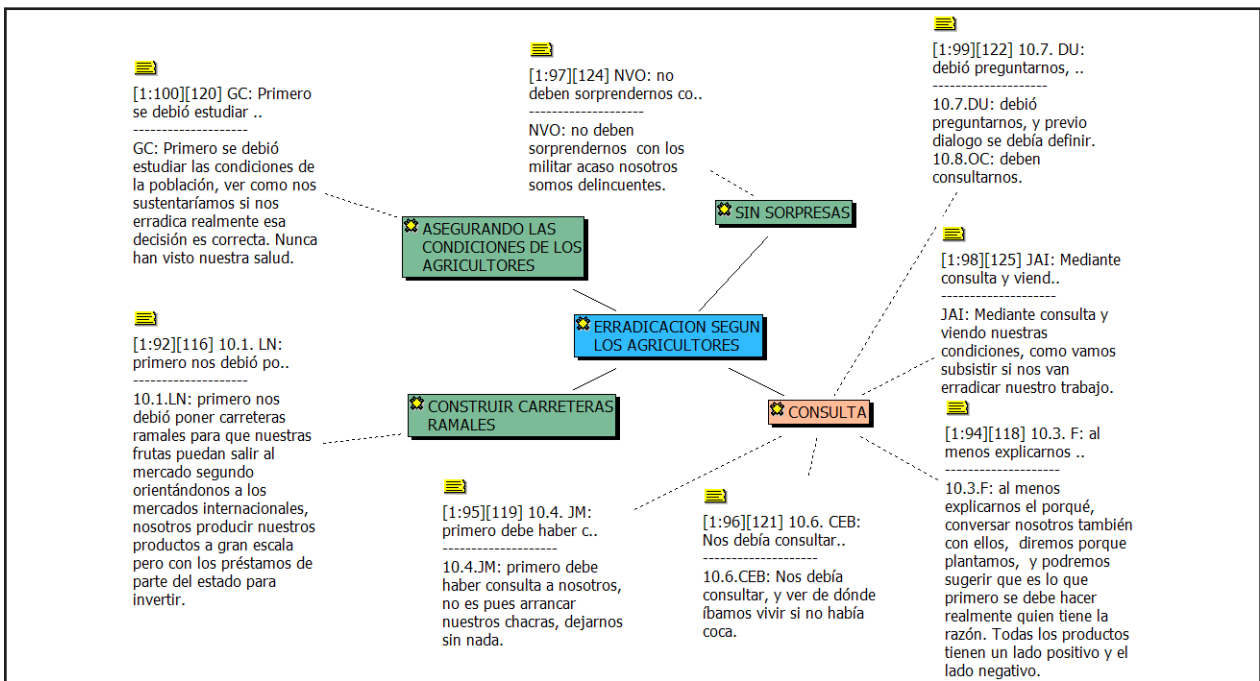 [1:100][120] GC: Primero
se debió estudiar ..
--------------------
GC: Primero se debió
estudiar las condiciones de
la población, ver como nos
sustentaríamos si nos
erradica realmente esa
decisión es correcta. Nunca
han visto nuestra salud.
[1:97][124] NVO: no
deben sorprendernos co..
--------------------
NVO: no deben
sorprendernos con los
militar acaso nosotros
somos delincuentes.
[1:99][122] 10.7. DU:
debió preguntarnos, ..
--------------------
10.7.DU: debió
preguntarnos, y previo
dialogo se debía definir.
10.8.OC: deben
consultarnos.
SIN SORPRESAS
ASEGURANDO LAS
CONDICIONES DE LOS
AGRICULTORES
[1:98][125] JAI: Mediante
consulta y viend..
--------------------
JAI: Mediante consulta y
viendo nuestras
condiciones, como vamos
subsistir si nos van
erradicar nuestro trabajo.
ERRADICACION SEGUN
LOS AGRICULTORES
[1:92][116] 10.1. LN:
primero nos debió po..
--------------------
10.1.LN: primero nos
debió poner carreteras
ramales para que nuestras
frutas puedan salir al
mercado segundo
orientándonos a los
mercados internacionales,
nosotros producir nuestros
productos a gran escala
pero con los préstamos de
parte del estado para
invertir.
CONSTRUIR CARRETERAS
RAMALES
CONSULTA
[1:94][118] 10.3. F: al
menos explicarnos ..
--------------------
10.3.F: al menos
explicarnos el porqué,
conversar nosotros también
con ellos, diremos porque
plantamos, y podremos
sugerir que es lo que
primero se debe hacer
realmente quien tiene la
razón. Todas los productos
tienen un lado positivo y el
lado negativo.
[1:95][119] 10.4. JM:
primero debe haber c..
--------------------
10.4.JM: primero debe
haber consulta a nosotros,
no es pues arrancar
nuestros chacras, dejarnos
sin nada.
[1:96][121] 10.6. CEB:
Nos debía consultar..
--------------------
10.6.CEB: Nos debía
consultar, y ver de dónde
íbamos vivir si no había
coca.